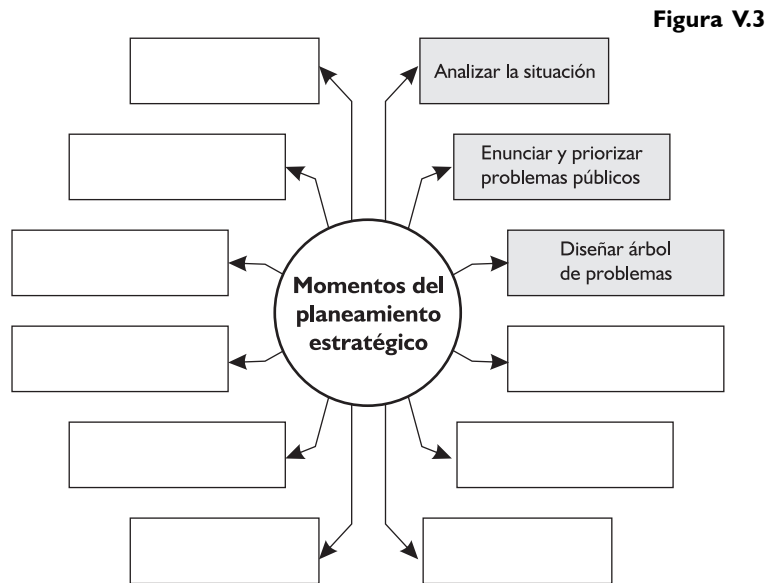 Figura V.3
Analizar la situación
Enunciar y priorizar
problemas públicos
Diseñar árbol
de problemas
Momentos del
planeamiento
estratégico